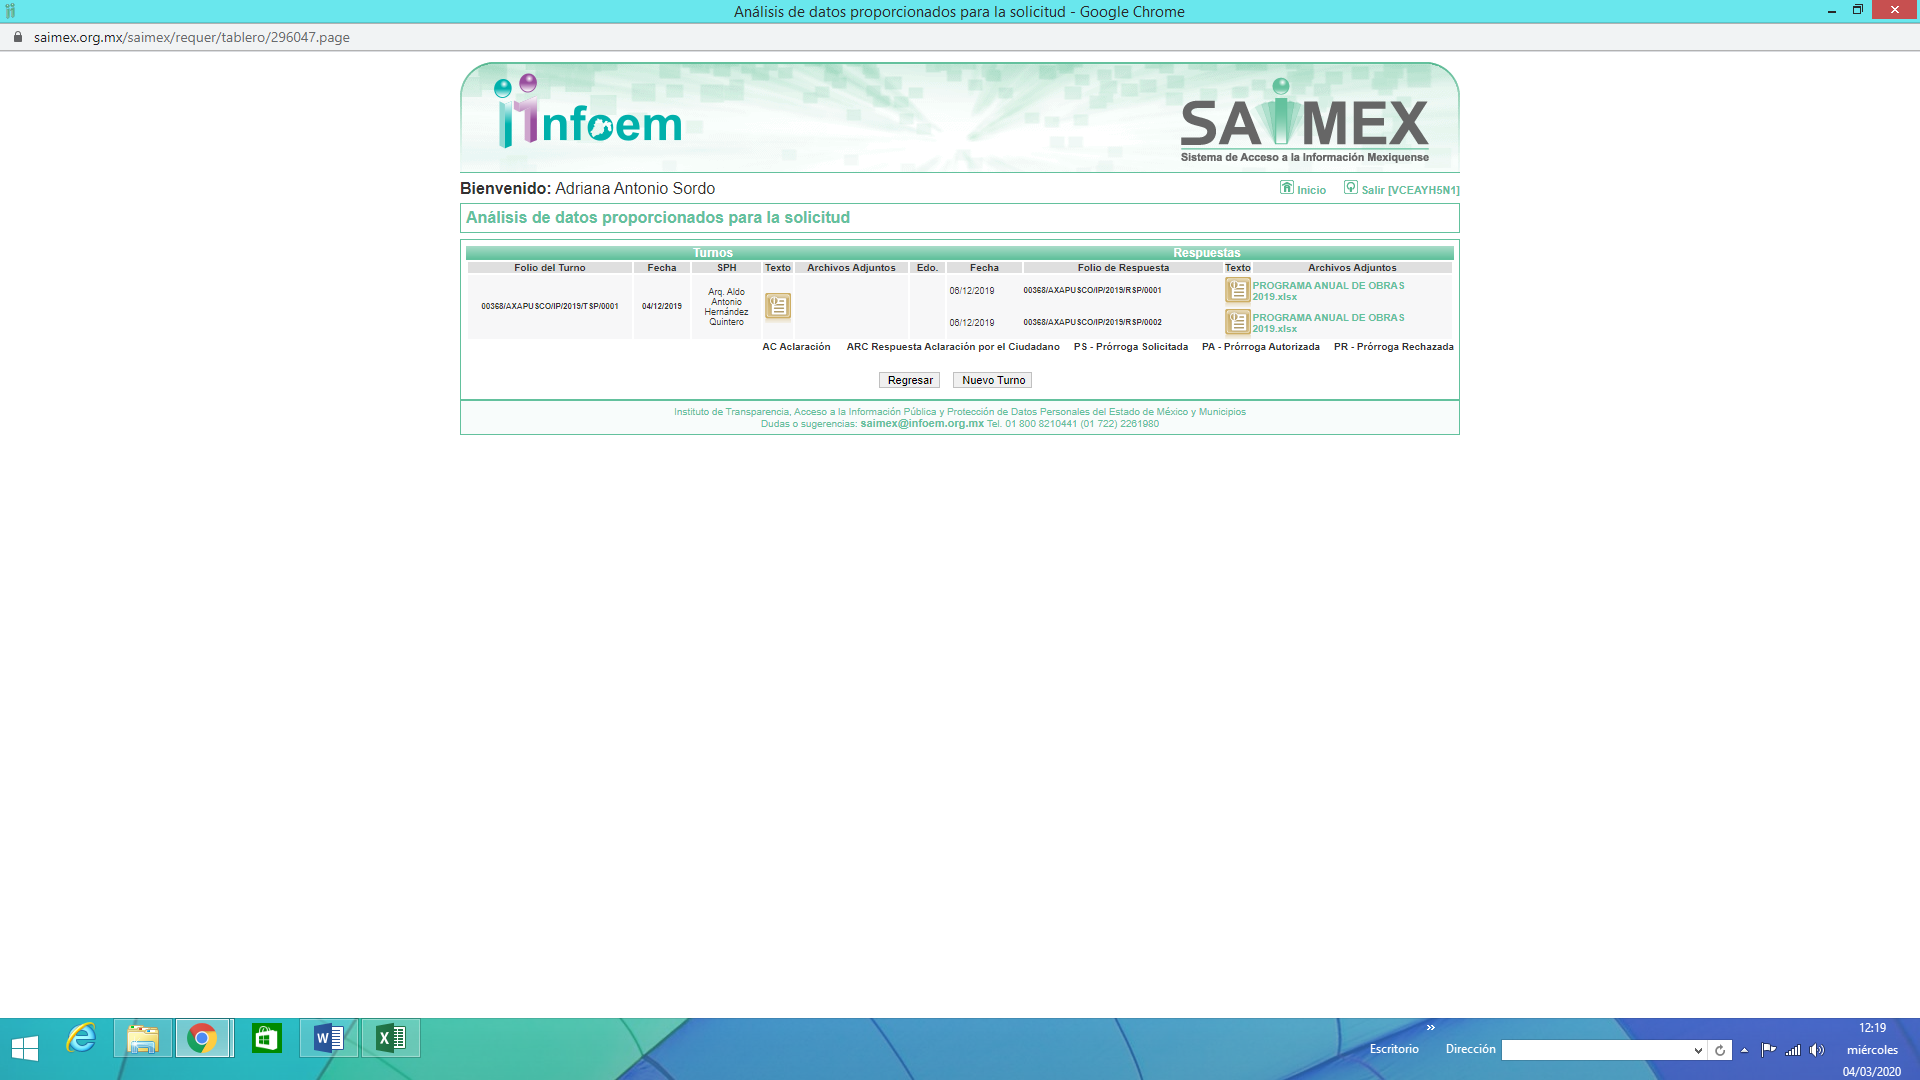 Análisis de datos proporcionados para la solicitud - Google Chrome
saimex.org.mx/saimex/requer/tablero/296047.page
infoem
SAIMEX
Sistema de Acceso a la Información Mexiquense
Bienvenido: Adriana Antonio Sordo
Inicio Salir [VCEAYH5N1]
Análisis de datos proporcionados para la solicitud
Turnos Respuestas
Folio del Turno Fecha SPH Texto Archivos Adjuntos Edo. Fecha Folio de Respuesta Texto Archivos Adjuntos
00368/AXAPUSCO/IP/2019/TSP/0001 04/12/2019
Arq. Aldo
Antonio
Hernández
Quintero
06/12/2019 00368/AXAPUSCO/IP/2019/RSP/0001
PROGRAMA ANUAL DE OBRAS
2019.xlsx
06/12/2019 00368/AXAPUSCO/IP/2019/RSP/0002
PROGRAMA ANUAL DE OBRAS
2019.xlsx
AC Aclaración ARC Respuesta Aclaración por el Ciudadano PS - Prórroga Solicitada PA - Prórroga Autorizada PR - Prórroga Rechazada
Regresar Nuevo Turno
Instituto de Transparencia, Acceso a la Información Pública y Protección de Datos Personales del Estado de México y Municipios
Dudas o sugerencias: saimex@infoem.org.mx Tel. 01 800 8210441 (01 722) 2261980
12:19
Escritorio Dirección miércoles
04/03/2020